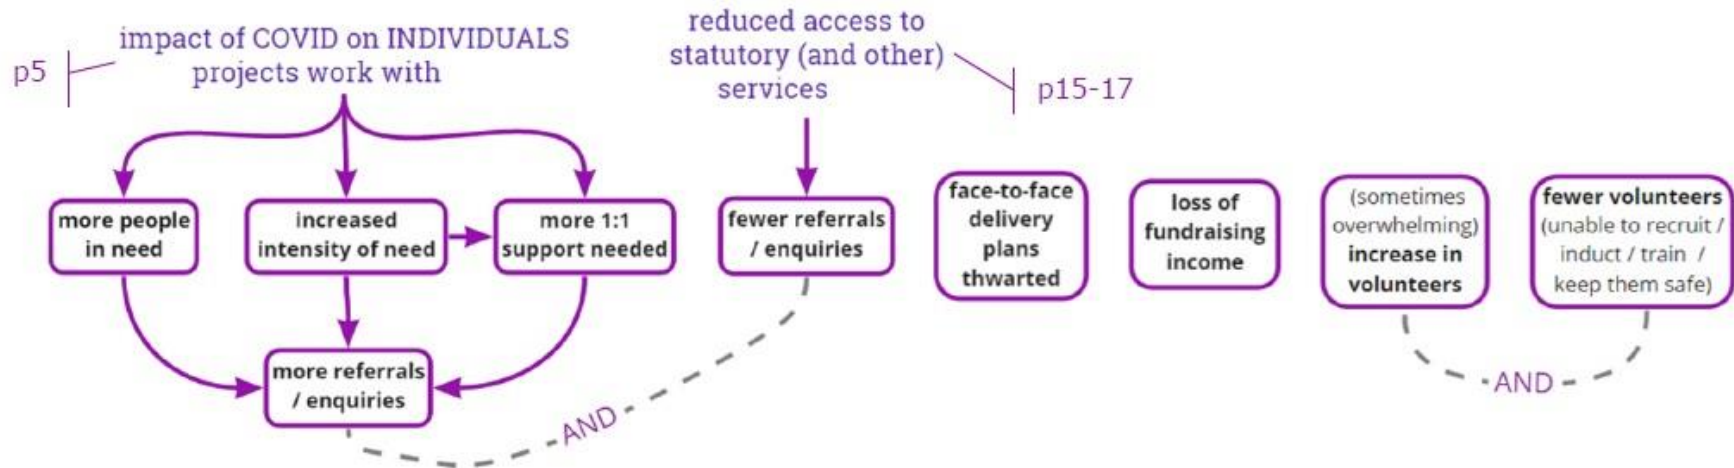 impact of COVID on INDIVIDUALS
projects work with
p5
reduced access to
statutory (and other)
services
p15-17
more people
in need
increased
intensity of need
more 1:1
support needed
fewer referrals
/ enquiries
face-to-face
delivery
plans
thwarted
loss of
fundraising
income
(sometimes
overwhelming)
increase in
volunteers
fewer volunteers
(unable to recruit /
induct / train /
keep them safe)
more referrals
/ enquiries
AND
AND